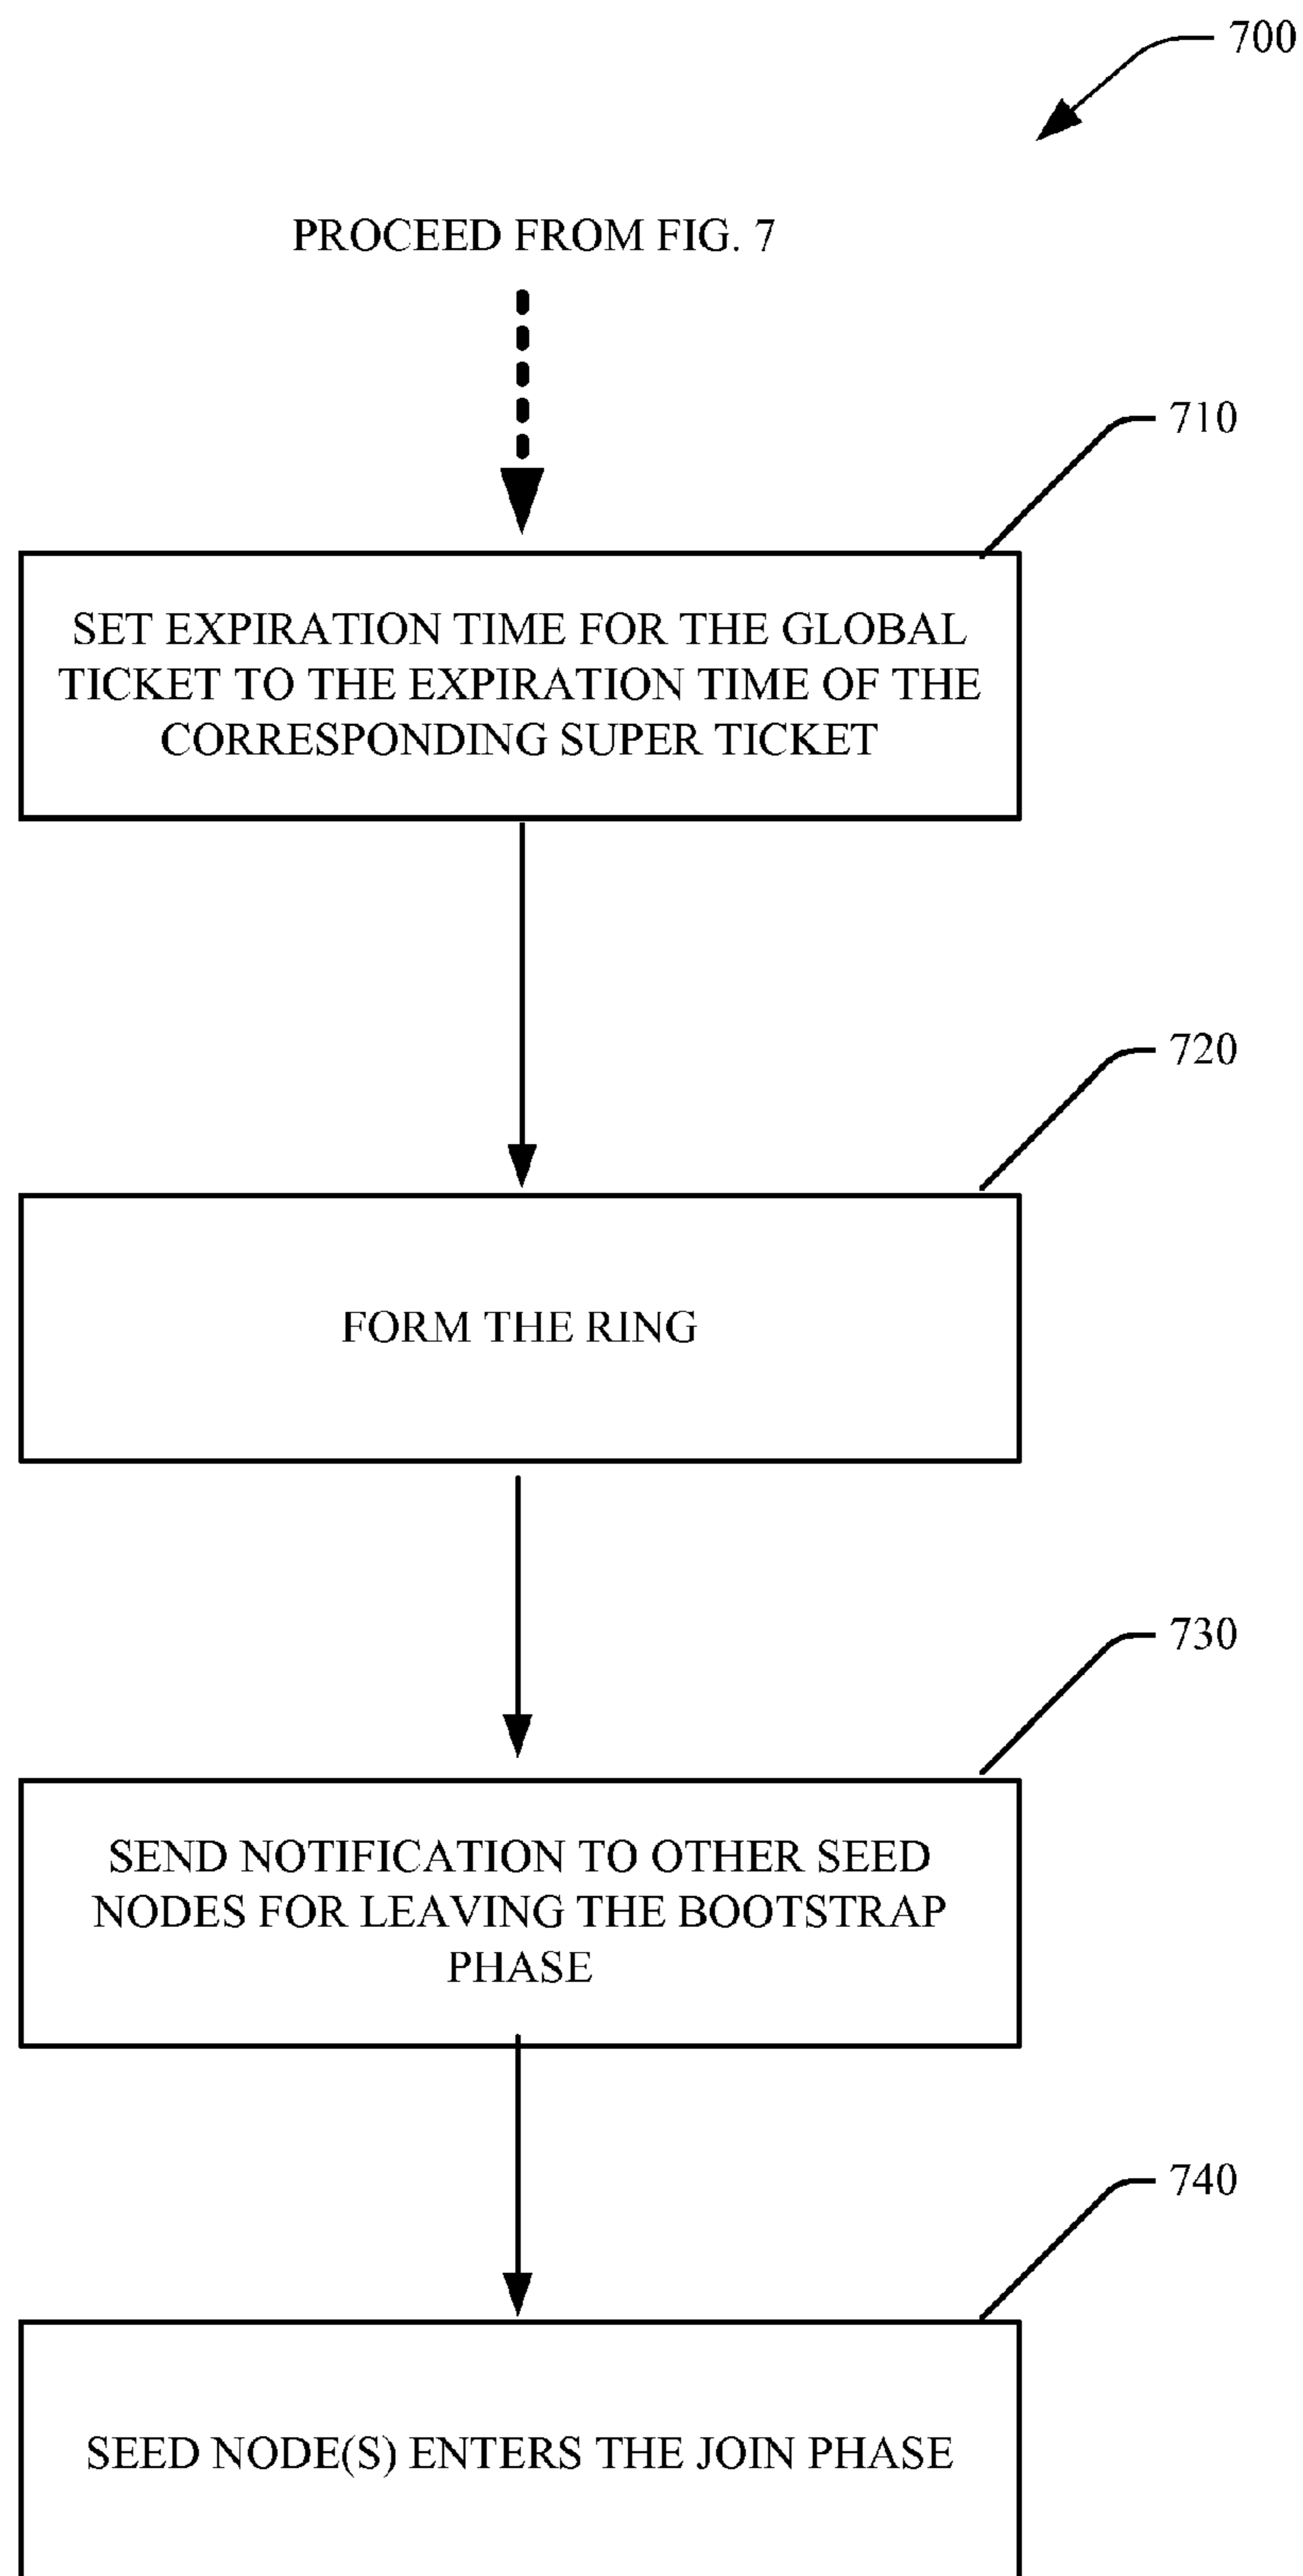 700
PROCEED FROM FIG. 7
710
SET EXPIRATION TIME FOR THE GLOBAL
TICKET TO THE EXPIRATION TIME OF THE
CORRESPONDING SUPER TICKET
720
FORM THE RING
730
SEND NOTIFICATION TO OTHER SEED
NODES FOR LEAVING THE BOOTSTRAP
PHASE
740
SEED NODE(S) ENTERS THE JOIN PHASE